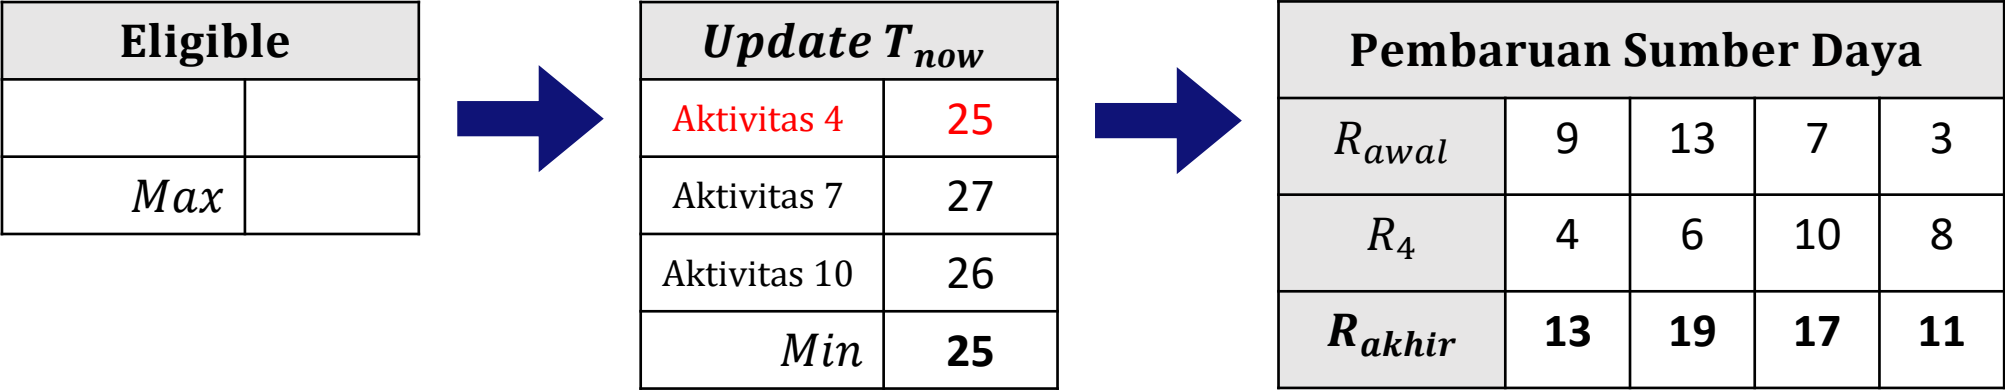 Eligible
Max
Update T_now
Aktivitas 4 25
Aktivitas 7 27
Aktivitas 10 26
Min 25
Pembaruan Sumber Daya
R_awal 9 13 7 3
R_4 4 6 10 8
R_akhir 13 19 17 11